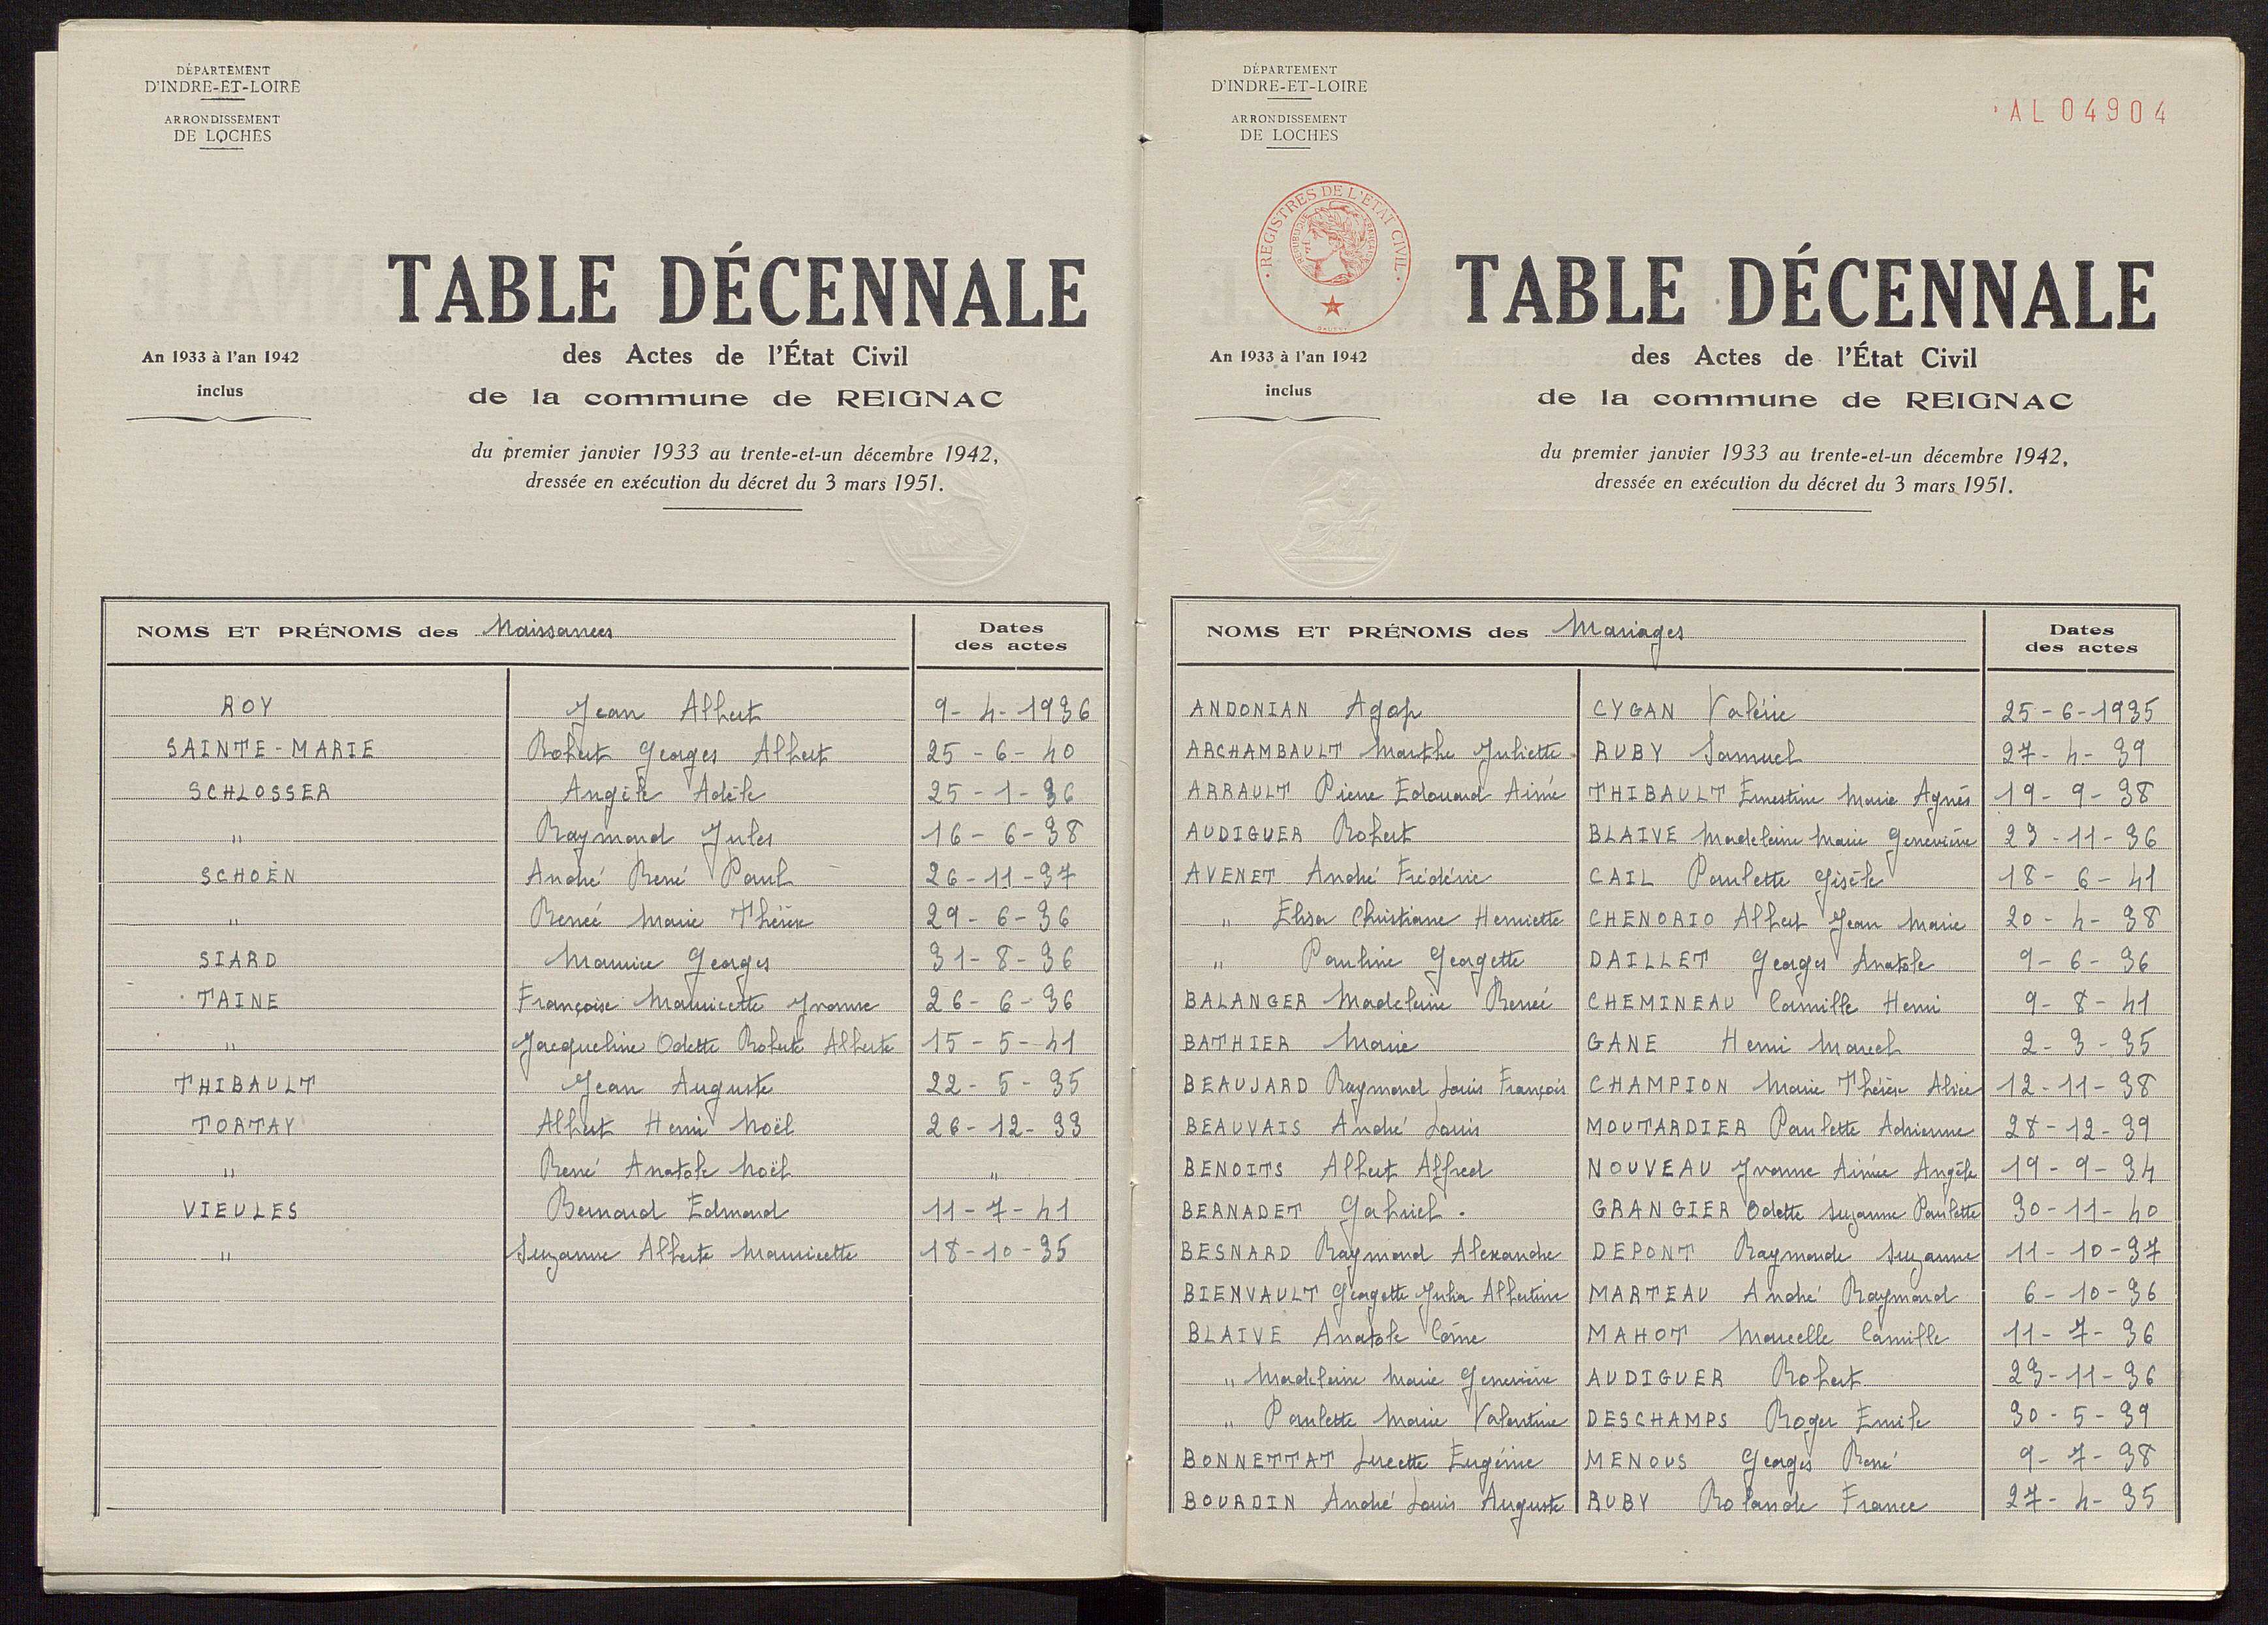 DÉPARTEMENT
D'INDRE-ET-LOIRE
ARRONDISSEMENT
DE LOCHES
TABLE DÉCENNALE
An 1933 à l'an 1942
inclus
des Actes de l'État Civil
de la commune de REIGNAC
du premier janvier 1933 au trente-et-un décembre 1942,
dressée en exécution du décret du 3 mars 1951.
NOMS ET PRÉNOMS des Naissances Dates des actes
ROY Jean Albert 9-4-1936
SAINTE-MARIE Robert Georges Albert 25-6-40
SCHLOSSER Angèle Adèle 25-1-36
" Raymond Jules 16-6-38
SCHOËN André René Paul 26-11-37
" Renée Marie Thérèse 29-6-36
SIARD Maurice Georges 31-8-36
TAINE Françoise Mauricette Yvonne 26-6-36
" Jacqueline Odette Roberte Alberte 15-5-41
THIBAULT Jean Auguste 22-5-35
TORTAY Albert Henri Noël 26-12-33
" René Anatole Noël "
VIEULES Bernard Edmond 11-7-41
" Suzanne Alberte Mauricette 18-10-35
DÉPARTEMENT
D'INDRE-ET-LOIRE
ARRONDISSEMENT
DE LOCHES
AL 04904
REGISTRES DE L'ETAT CIVIL
REPUBLIQUE FRANÇAISE
TABLE DÉCENNALE
An 1933 à l'an 1942
inclus
des Actes de l'État Civil
de la commune de REIGNAC
du premier janvier 1933 au trente-et-un décembre 1942,
dressée en exécution du décret du 3 mars 1951.
NOMS ET PRÉNOMS des Mariages Dates des actes
ANDONIAN Agop CYGAN Valérie 25-6-1935
ARCHAMBAULT Marthe Juliette RUBY Samuel 27-4-39
ARRAULT Pierre Edouard Aimé THIBAULT Ernestine Marie Agnès 19-9-38
AUDIGUER Robert BLAIVE Madeleine Marie Geneviève 23-11-36
AVENET André Frédéric CAIL Paulette Gisèle 18-6-41
" Elisa Christiane Henriette CHENORIO Albert Jean Marie 20-4-38
" Pauline Georgette DAILLET Georges Anatole 9-6-36
BALANGER Madeleine Renée CHEMINEAU Camille Henri 9-8-41
BATHIER Marie GANE Henri Marcel 2-3-35
BEAUJARD Raymond Louis François CHAMPION Marie Thérèse Alice 12-11-38
BEAUVAIS André Louis MOUTARDIER Paulette Adrienne 28-12-39
BENOITS Albert Alfred NOUVEAU Yvonne Aimée Angèle 19-9-34
BERNADET Gabriel. GRANGIER Odette Suzanne Paulette 30-11-40
BESNARD Raymond Alexandre DEPONT Raymonde Suzanne 11-10-37
BIENVAULT Georgette Julia Albertine MARTEAU André Raymond 6-10-36
BLAIVE Anatole Côme MAHOT Marcelle Camille 11-7-36
" Madeleine Marie Geneviève AUDIGUER Robert 23-11-36
" Paulette Marie Valentine DESCHAMPS Roger Emile 30-5-39
BONNETTAT Lucette Eugénie MENOUS Georges René 9-7-38
BOURDIN André Louis Auguste RUBY Rolande France 27-4-35